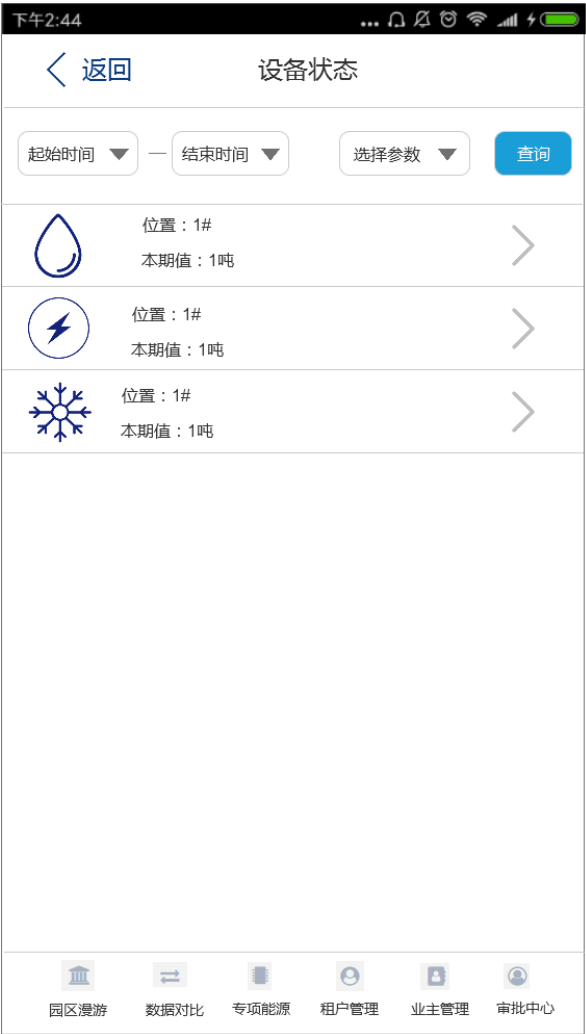 下午2:44
返回
设备状态
起始时间 — 结束时间 选择参数 查询
位置：1#
本期值：1吨
位置：1#
本期值：1吨
位置：1#
本期值：1吨
园区漫游 数据对比 专项能源 租户管理 业主管理 审批中心